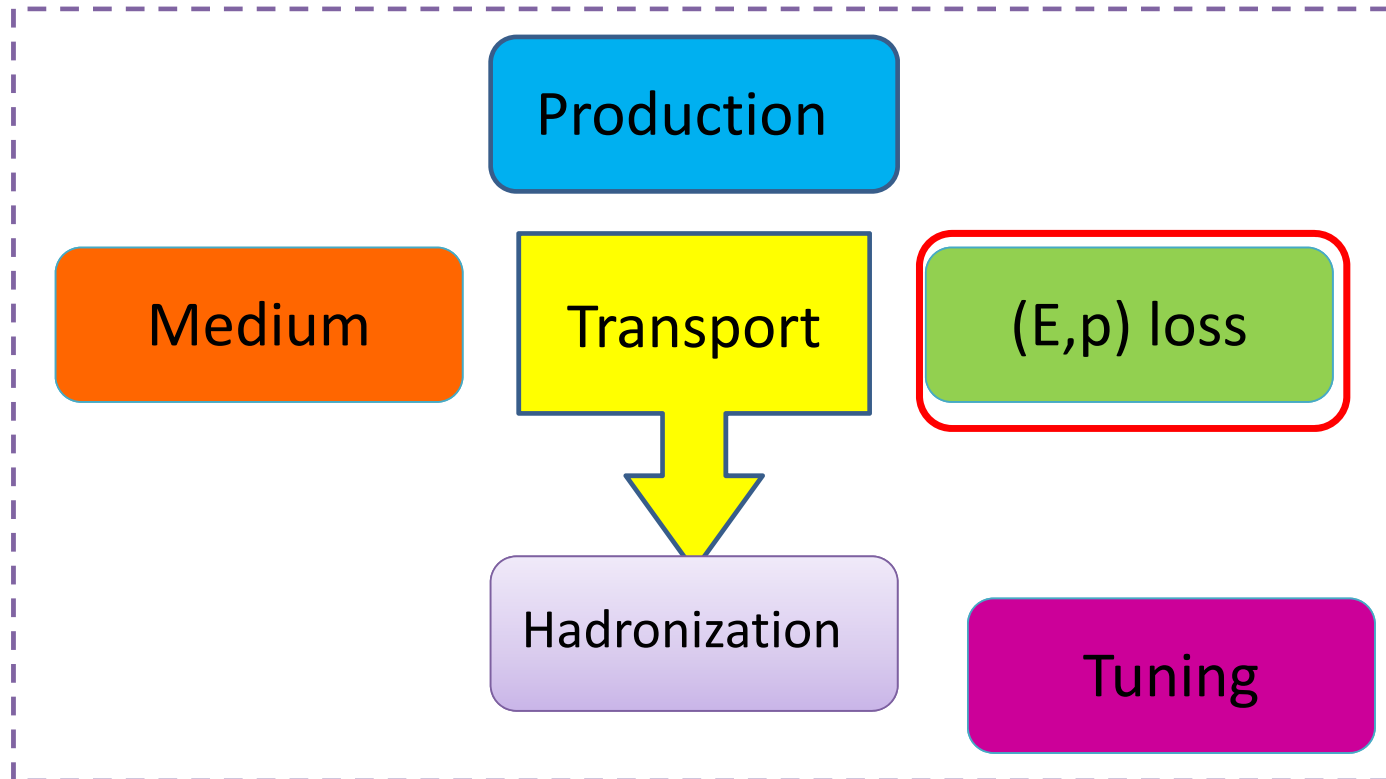 Production
Medium
Transport
(E,p) loss
Hadronization
Tuning